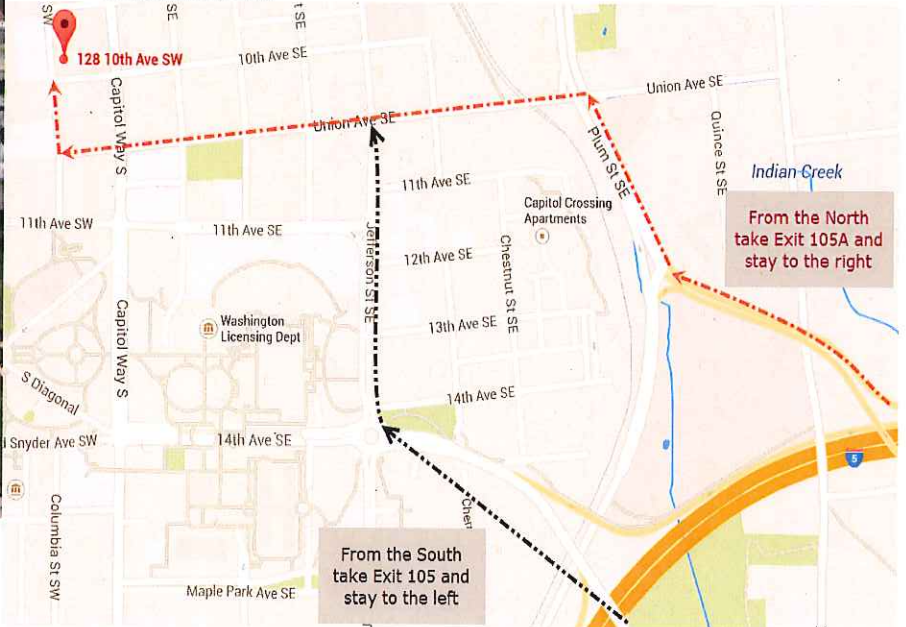 SW
SE
t SE
128 10th Ave SW
10th Ave SE
Capitol Way S
Union Ave SE
Union Ave SE
Plum St SE
Quince St SE
Indian Creek
11th Ave SE
Capitol Crossing
Apartments
From the North
take Exit 105A and
stay to the right
11th Ave SW
11th Ave SE
Jefferson St SE
12th Ave SE
Chestnut St SE
Capitol Way S
Washington
Licensing Dept
13th Ave SE
S Diagonal
14th Ave SE
d Snyder Ave SW
14th Ave SE
5
Columbia St SW
Cher
From the South
take Exit 105 and
stay to the left
Maple Park Ave SE